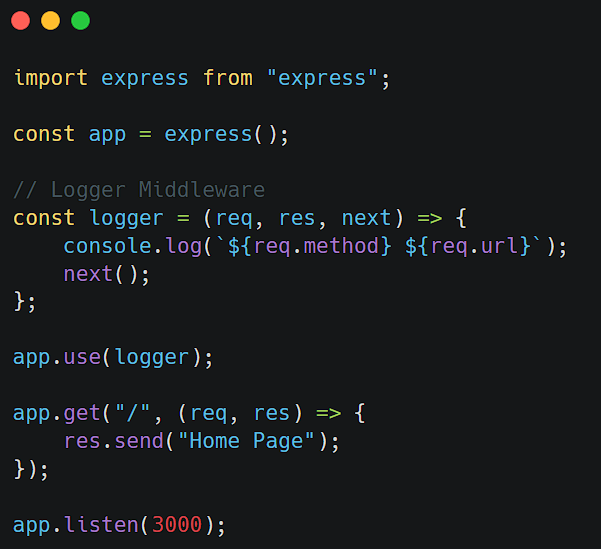 import express from "express";
const app = express();
// Logger Middleware
const logger = (req, res, next) => {
    console.log(`${req.method} ${req.url}`);
    next();
};
app.use(logger);
app.get("/", (req, res) => {
    res.send("Home Page");
});
app.listen(3000);